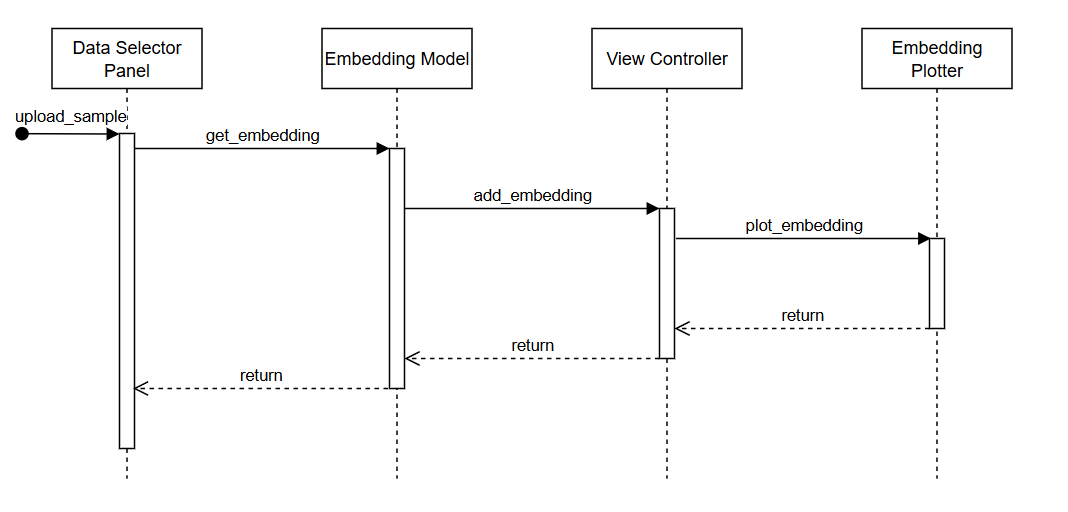 Data Selector
Panel
Embedding Model
View Controller
Embedding
Plotter
upload_sample
get_embedding
add_embedding
plot_embedding
return
return
return